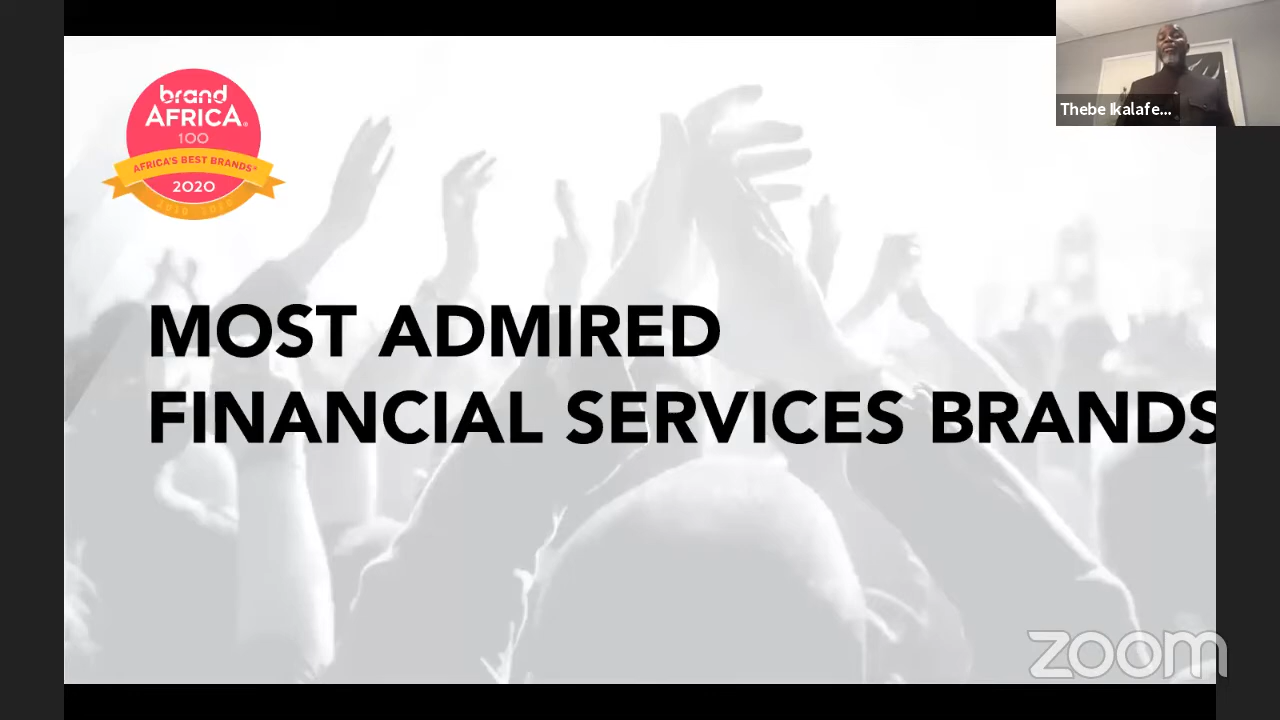 brand
AFRICA®
100
AFRICA'S BEST BRANDS
2020
Thebe Ikalafe...
MOST ADMIRED
FINANCIAL SERVICES BRANDS
zoom